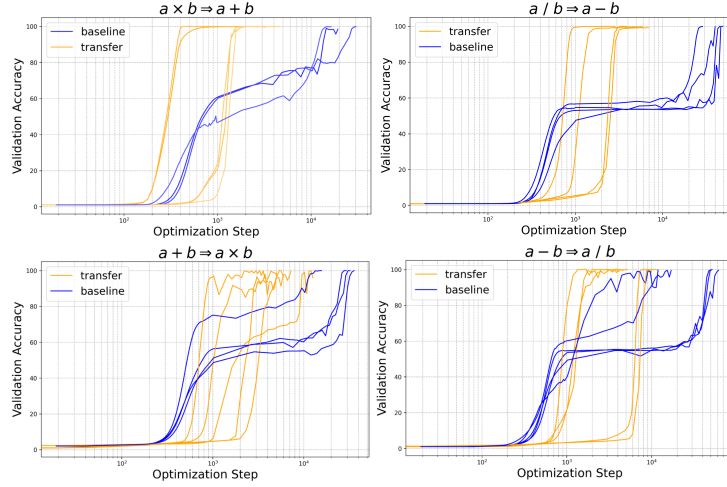 a × b ⇒ a + b
baseline
transfer
Validation Accuracy
100
80
60
40
20
0
10²
10³
10⁴
Optimization Step
a / b ⇒ a − b
transfer
baseline
Validation Accuracy
100
80
60
40
20
0
10²
10³
10⁴
Optimization Step
a + b ⇒ a × b
transfer
baseline
Validation Accuracy
100
80
60
40
20
0
10²
10³
10⁴
Optimization Step
a − b ⇒ a / b
transfer
baseline
Validation Accuracy
100
80
60
40
20
0
10²
10³
10⁴
Optimization Step